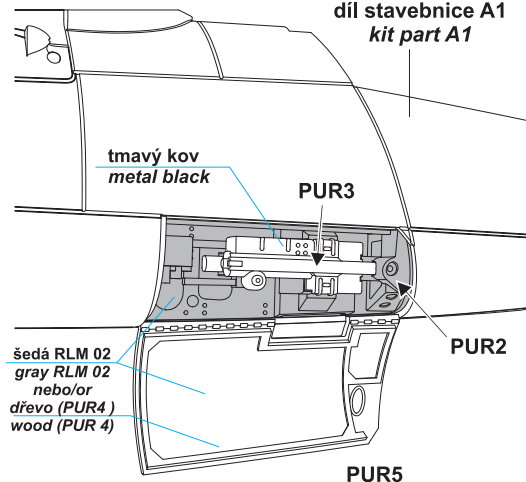 díl stavebnice A1
kit part A1
tmavý kov
metal black
PUR3
PUR2
šedá RLM 02
gray RLM 02
nebo/or
dřevo (PUR4 )
wood (PUR 4)
PUR5